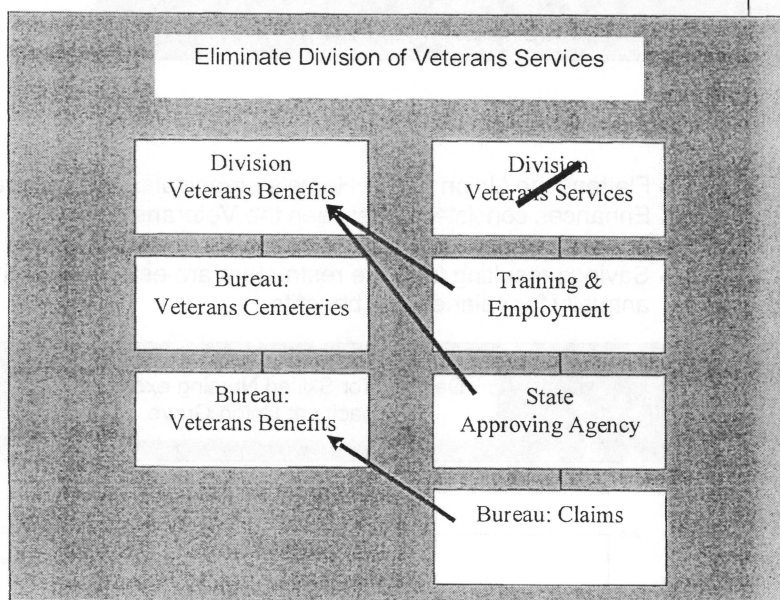 Eliminate Division of Veterans Services
Division
Veterans Benefits
Division
Veterans Services
Bureau:
Veterans Cemeteries
Training &
Employment
Bureau:
Veterans Benefits
State
Approving Agency
Bureau: Claims